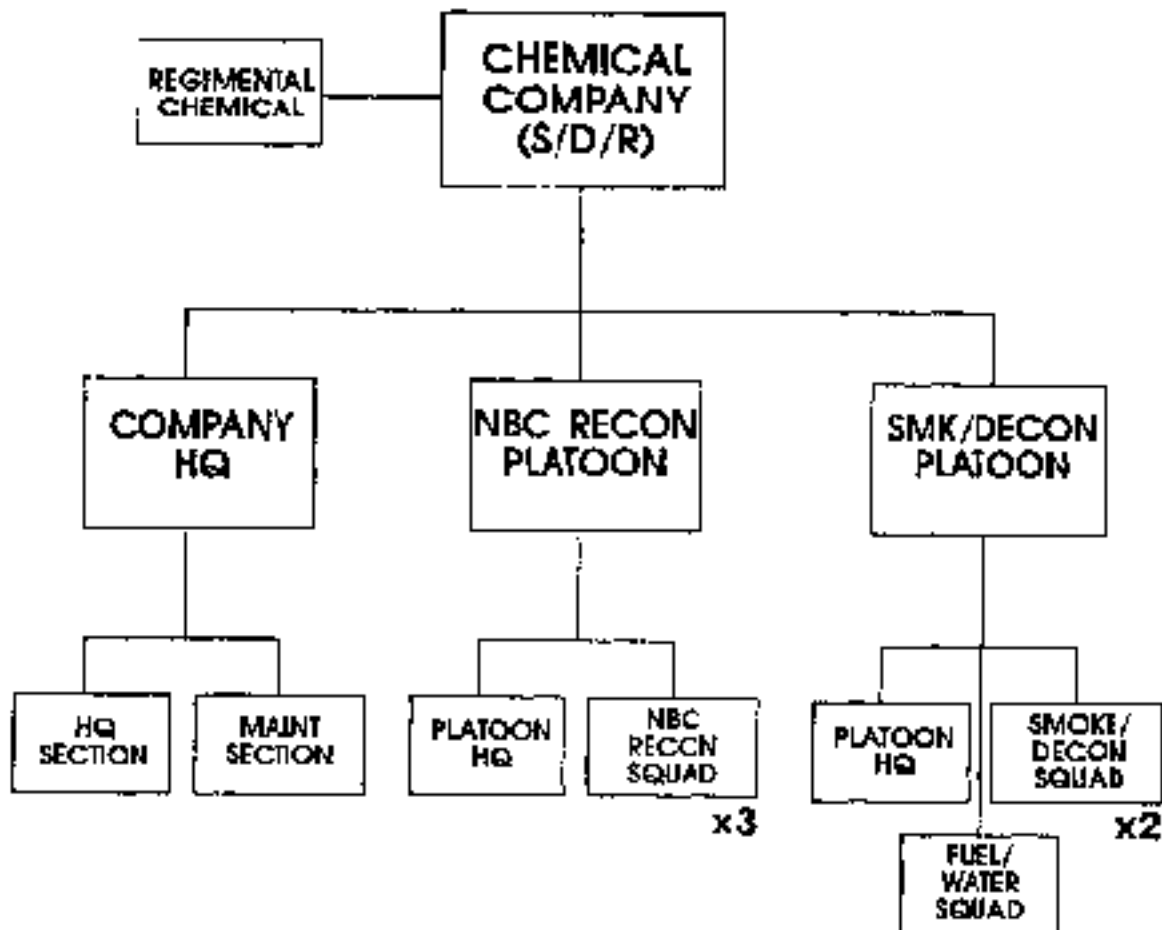 REGIMENTAL
CHEMICAL
CHEMICAL
COMPANY
(S/D/R)
COMPANY
HQ
NBC RECON
PLATOON
SMK/DECON
PLATOON
HQ
SECTION
MAINT
SECTION
PLATOON
HQ
NBC
RECON
SQUAD
x3
PLATOON
HQ
SMOKE/
DECON
SQUAD
x2
FUEL/
WATER
SQUAD